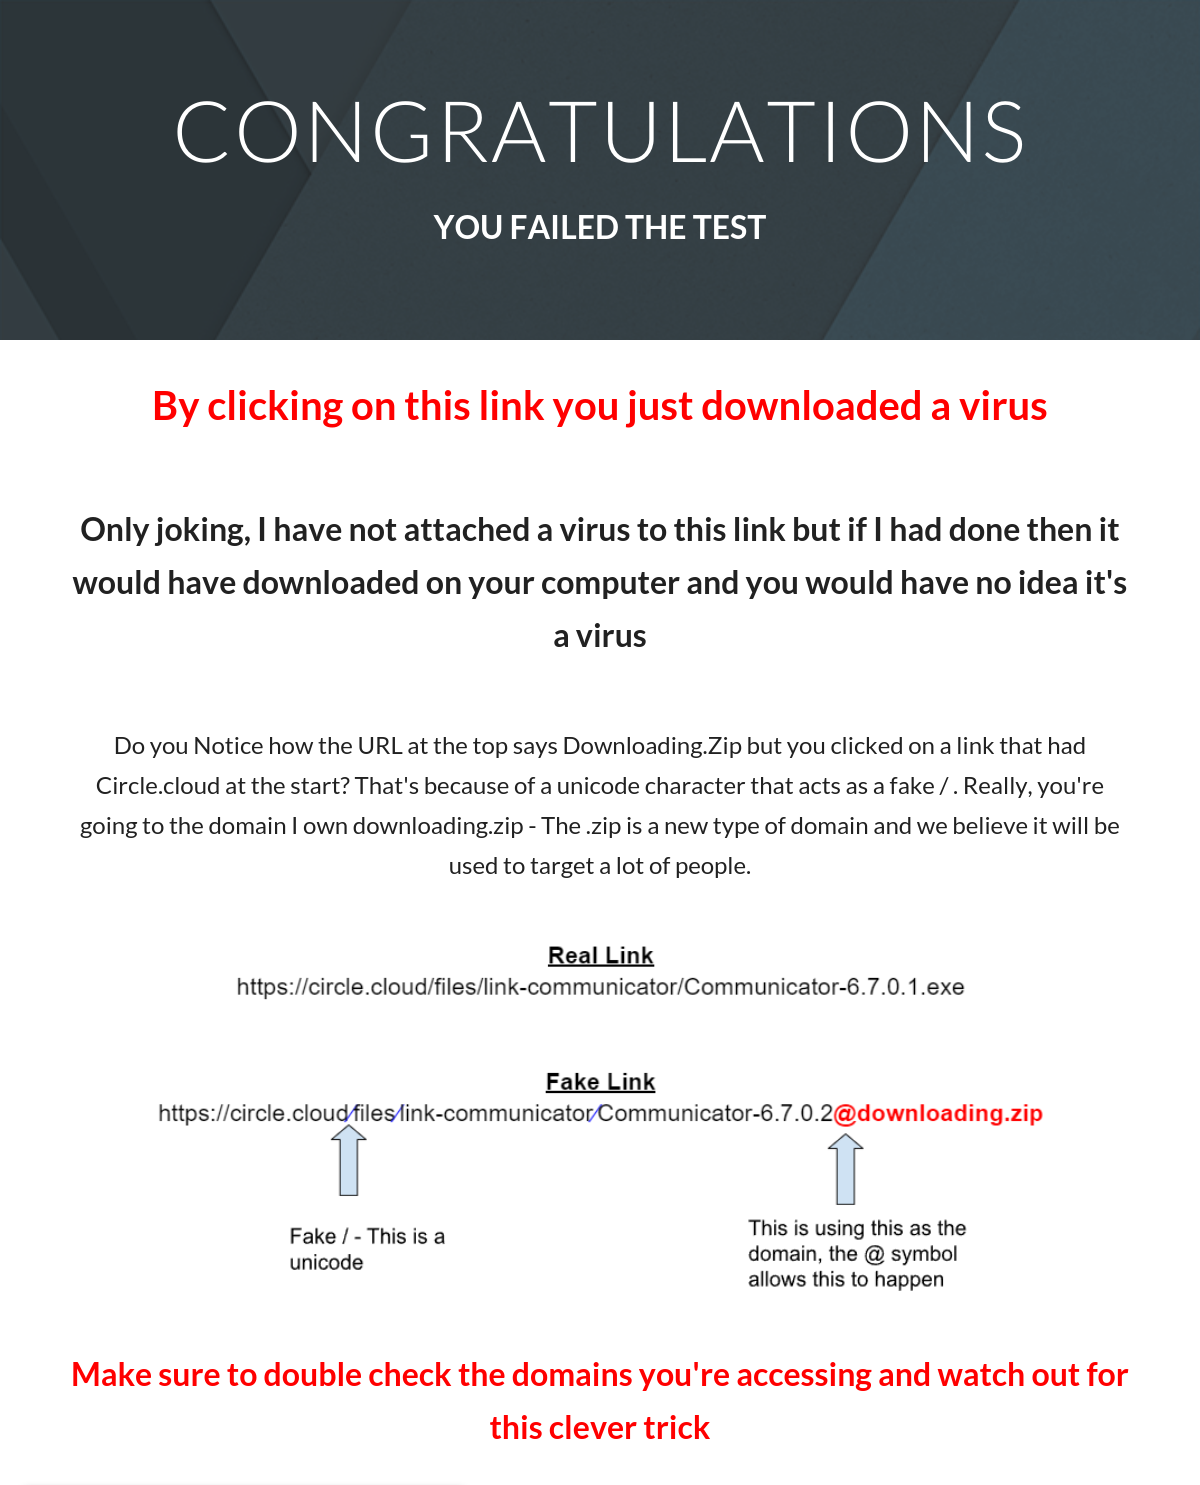 CONGRATULATIONS
YOU FAILED THE TEST
By clicking on this link you just downloaded a virus
Only joking, I have not attached a virus to this link but if I had done then it
would have downloaded on your computer and you would have no idea it's
a virus
Do you Notice how the URL at the top says Downloading.Zip but you clicked on a link that had
Circle.cloud at the start? That's because of a unicode character that acts as a fake / . Really, you're
going to the domain I own downloading.zip - The .zip is a new type of domain and we believe it will be
used to target a lot of people.
Real Link
https://circle.cloud/files/link-communicator/Communicator-6.7.0.1.exe
Fake Link
https://circle.cloud∕files∕link-communicator∕Communicator-6.7.0.2@downloading.zip
Fake / - This is a
unicode
This is using this as the
domain, the @ symbol
allows this to happen
Make sure to double check the domains you're accessing and watch out for
this clever trick